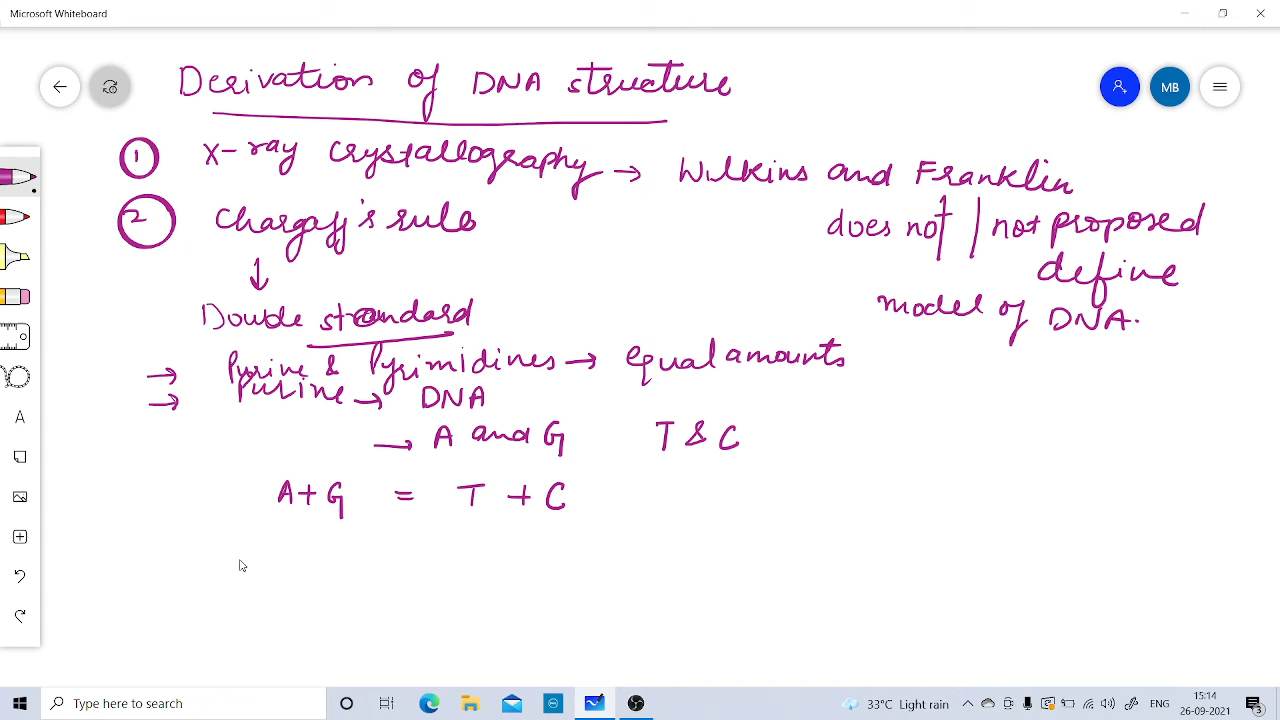 Microsoft Whiteboard
Derivation of DNA structure
MB
1 X-ray crystallography → Wilkins and Franklin
2 Chargaff's rule
does not | not proposed
define
model of DNA.
↓
Double standard
→ Purine & Pyrimidines → equal amounts
→ Purine → DNA
→ A and G T & C
A+G = T + C
A
Type here to search
33°C Light rain
ENG
15:14
26-09-2021
3